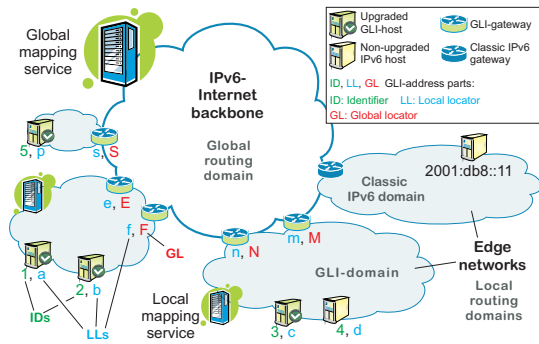 Global
mapping
service
IPv6-
Internet
backbone
Global
routing
domain
Upgraded
GLI-host
GLI-gateway
Non-upgraded
IPv6 host
Classic IPv6
gateway
ID, LL, GL GLI-address parts:
ID: Identifier LL: Local locator
GL: Global locator
5, p
s, S
e, E
f, F
GL
1, a
2, b
IDs
LLs
n, N
m, M
GLI-domain
Local
mapping
service
3, c
4, d
2001:db8::11
Classic
IPv6 domain
Edge
networks
Local
routing
domains